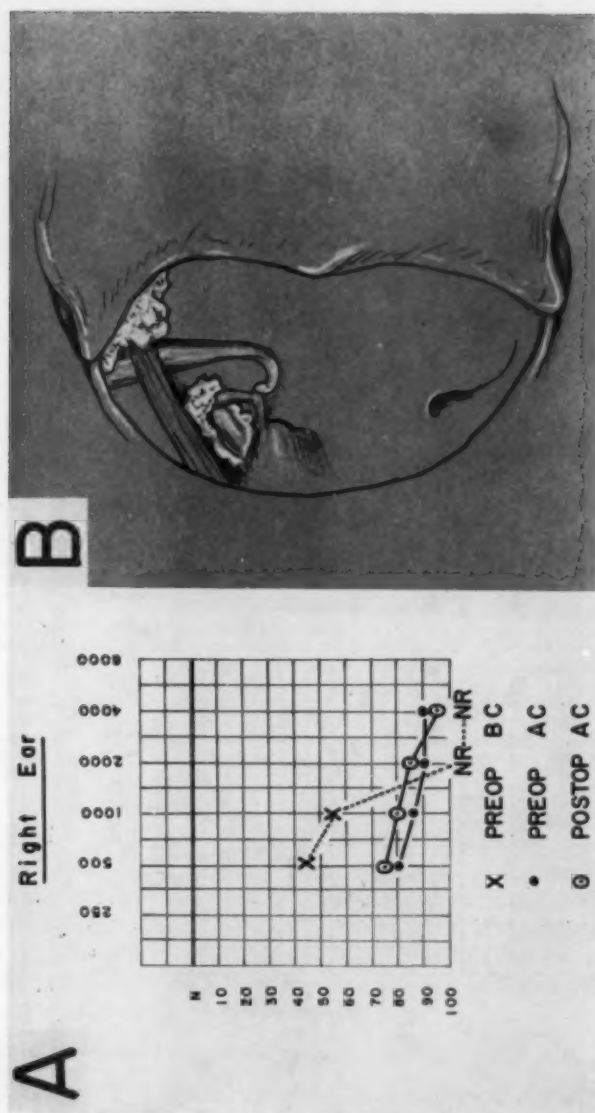 A
Right Ear
250 500 1000 2000 4000 8000
N
10
20
30
40
50
60
70
80
90
100
X X
NR NR
X PREOP BC
• PREOP AC
⊙ POSTOP AC
B